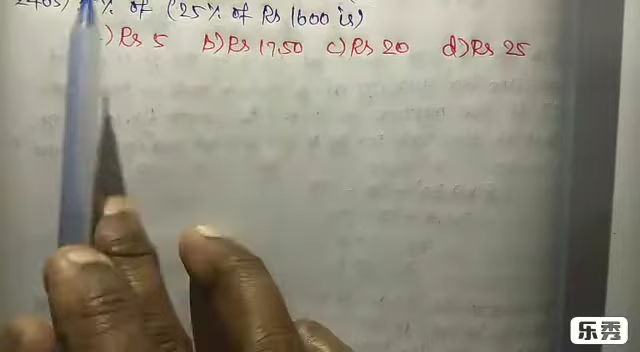 % of (25% of Rs 1600 is)
) Rs 5 b) Rs 17.50 c) Rs 20 d) Rs 25
乐秀